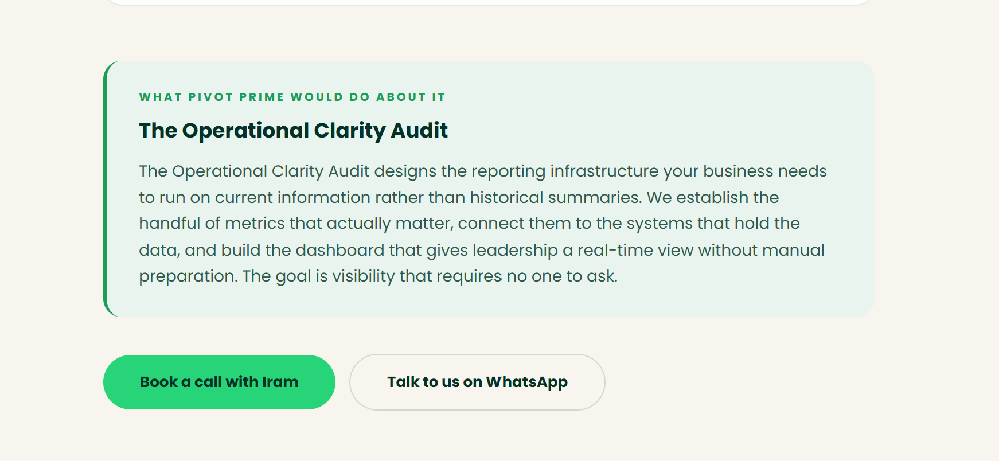 WHAT PIVOT PRIME WOULD DO ABOUT IT
The Operational Clarity Audit
The Operational Clarity Audit designs the reporting infrastructure your business needs
to run on current information rather than historical summaries. We establish the
handful of metrics that actually matter, connect them to the systems that hold the
data, and build the dashboard that gives leadership a real-time view without manual
preparation. The goal is visibility that requires no one to ask.
Book a call with Iram
Talk to us on WhatsApp